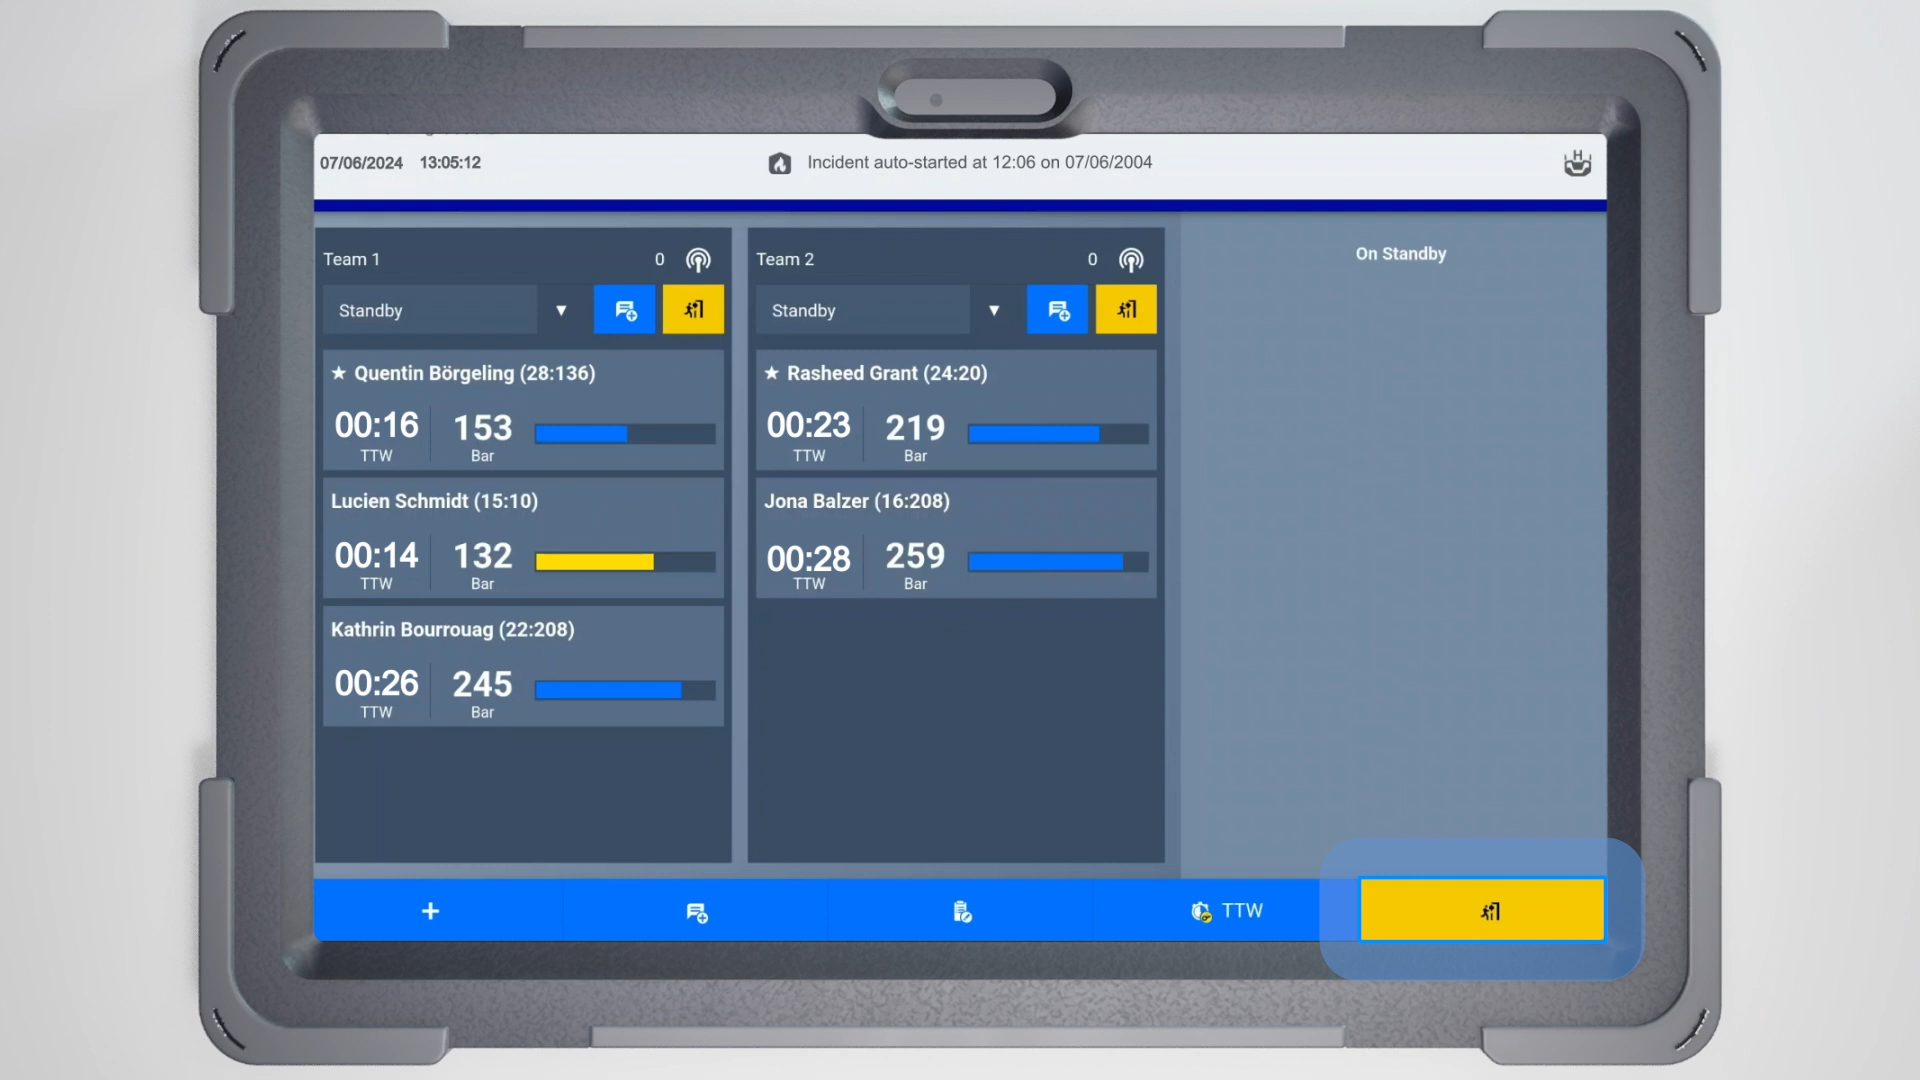 07/06/2024 13:05:12
Incident auto-started at 12:06 on 07/06/2004
Team 1 0
Standby
★ Quentin Börgeling (28:136)
00:16 153
TTW Bar
Lucien Schmidt (15:10)
00:14 132
TTW Bar
Kathrin Bourrouag (22:208)
00:26 245
TTW Bar
Team 2 0
Standby
★ Rasheed Grant (24:20)
00:23 219
TTW Bar
Jona Balzer (16:208)
00:28 259
TTW Bar
On Standby
TTW